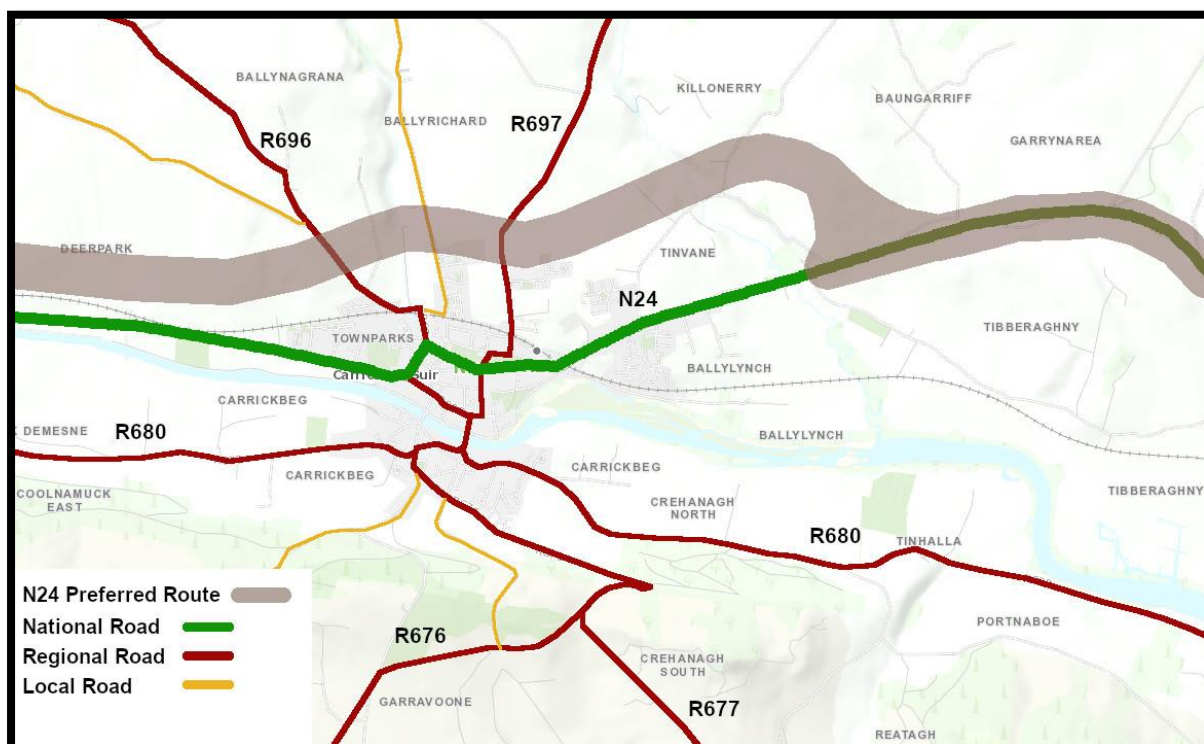 BALLYNAGRANA
KILLONERRY
BAUNGARRIFF
BALLYRICHARD
R697
R696
GARRYNAREA
DEERPARK
TINVANE
N24
TIBBERAGHNY
TOWNPARKS
BALLYLYNCH
Suir
CARRICKBEG
DEMESNE
R680
BALLYLYNCH
CARRICKBEG
CARRICKBEG
COOLNAMUCK
EAST
TIBBERAGHNY
CREHANAGH
NORTH
R680
TINHALLA
N24 Preferred Route
National Road
Regional Road
Local Road
PORTNABOE
R676
CREHANAGH
SOUTH
GARRAVOONE
R677
REATAGH